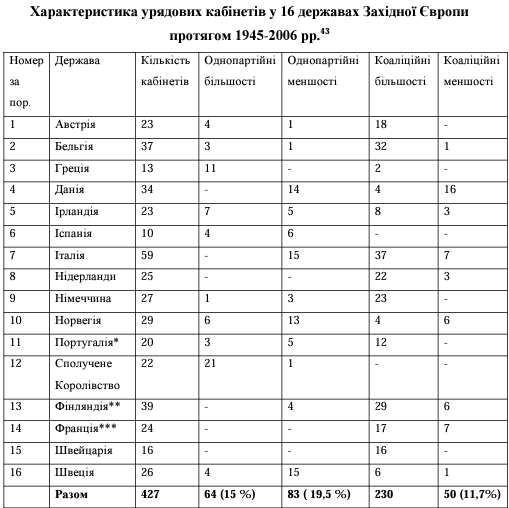 Характеристика урядових кабінетів у 16 державах Західної Європи
протягом 1945-2006 рр.43
Номер за пор. Держава Кількість кабінетів Однопартійні більшості Однопартійні меншості Коаліційні більшості Коаліційні меншості
1 Австрія 23 4 1 18 -
2 Бельгія 37 3 1 32 1
3 Греція 13 11 - 2 -
4 Данія 34 - 14 4 16
5 Ірландія 23 7 5 8 3
6 Іспанія 10 4 6 - -
7 Італія 59 - 15 37 7
8 Нідерланди 25 - - 22 3
9 Німеччина 27 1 3 23 -
10 Норвегія 29 6 13 4 6
11 Португалія* 20 3 5 12 -
12 Сполучене Королівство 22 21 1 - -
13 Фінляндія** 39 - 4 29 6
14 Франція*** 24 - - 17 7
15 Швейцарія 16 - - 16 -
16 Швеція 26 4 15 6 1
Разом 427 64 (15 %) 83 ( 19,5 %) 230 50 (11,7%)